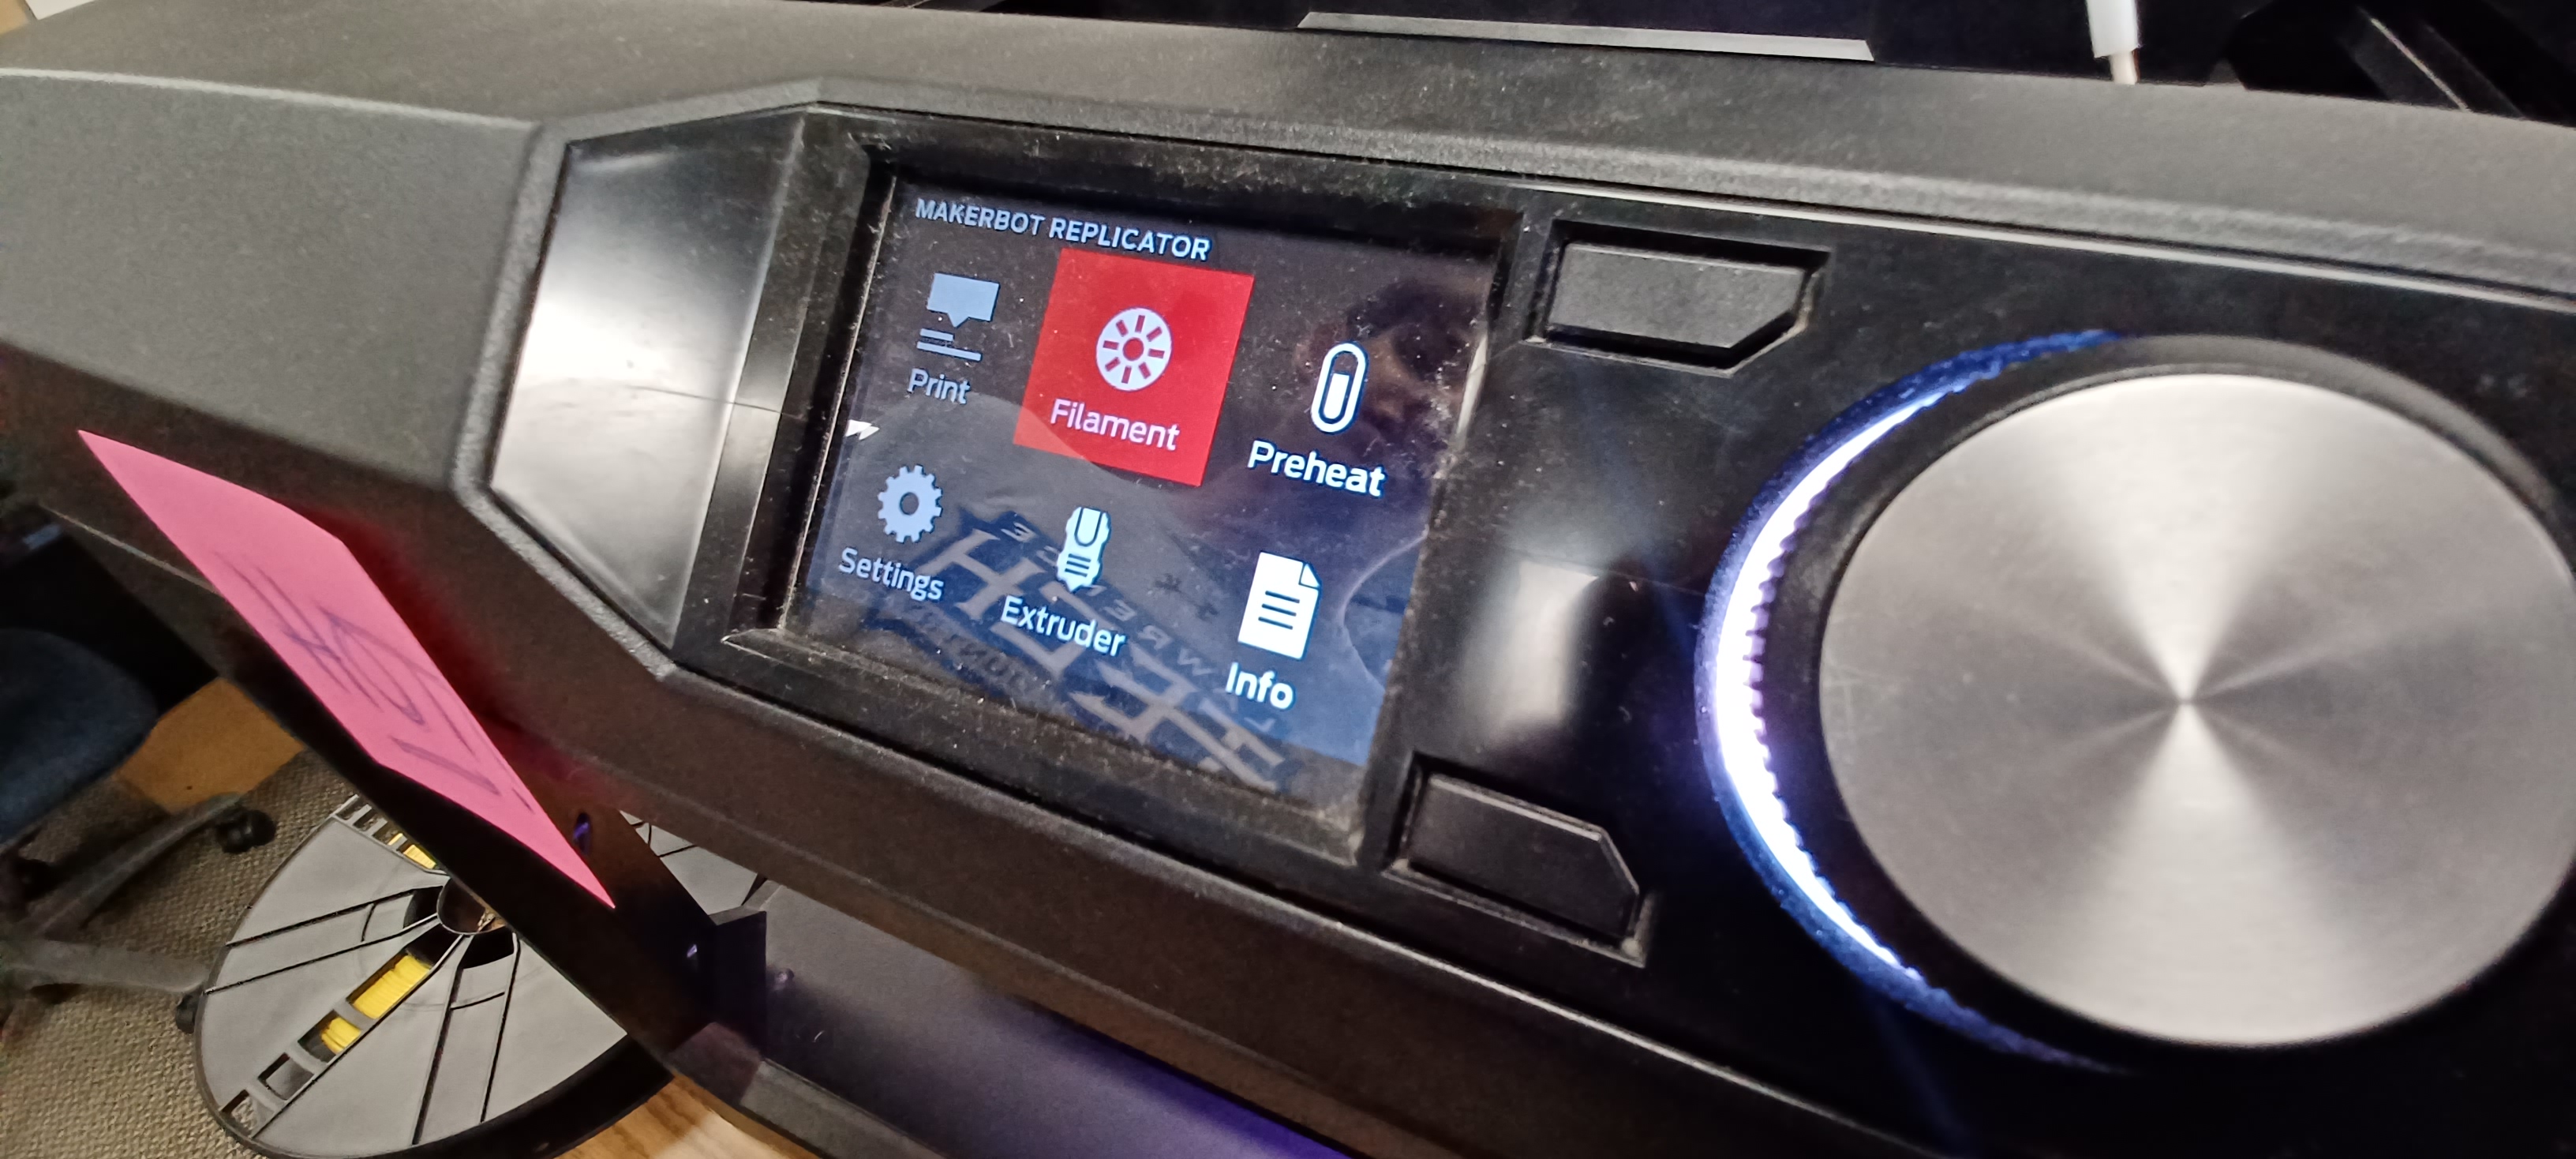 MAKERBOT REPLICATOR
Print
Filament
Preheat
Settings
Extruder
Info